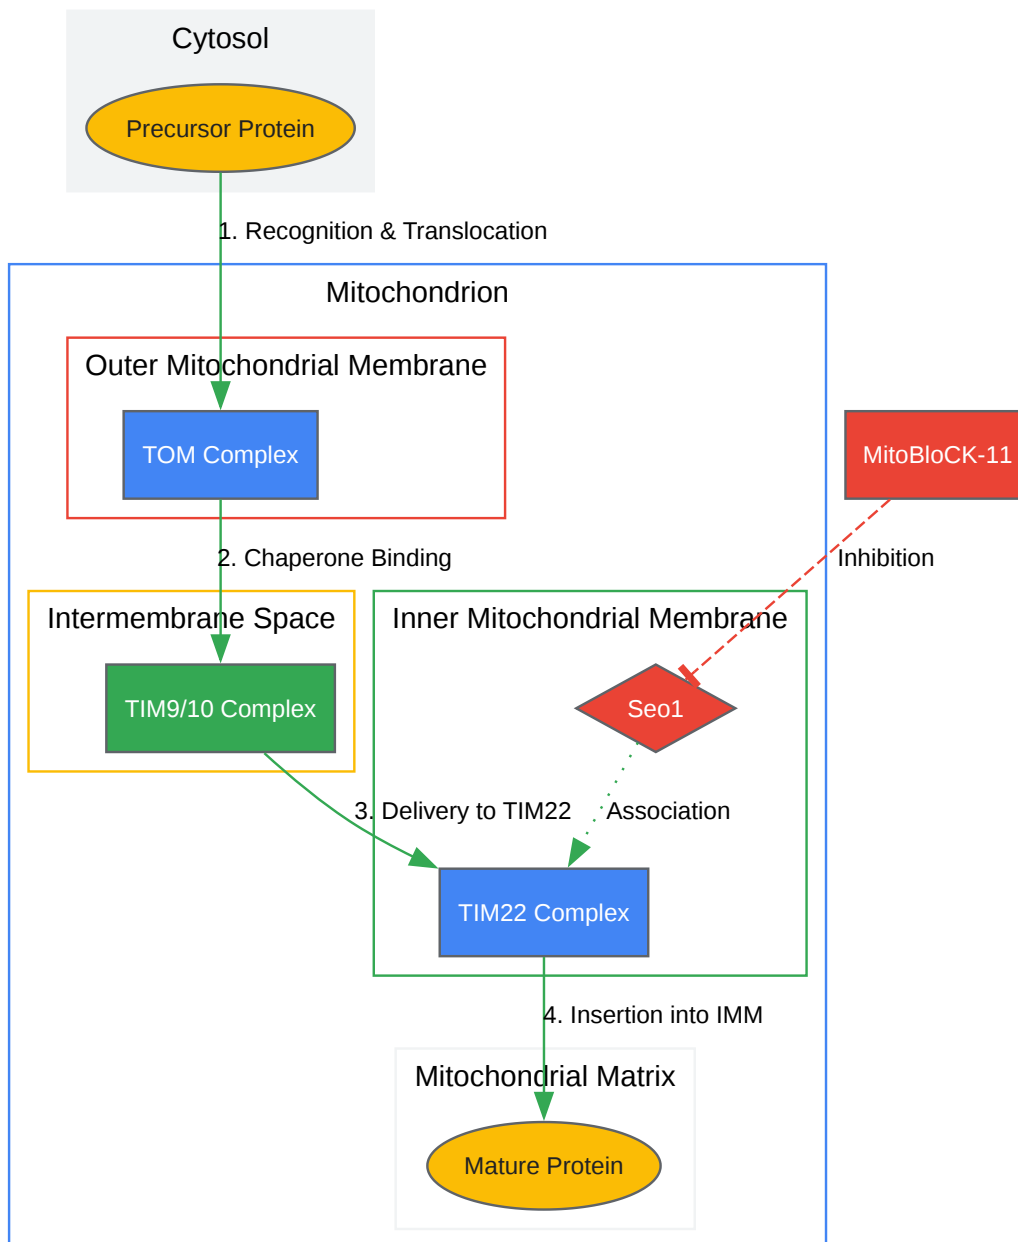 Cytosol
Precursor Protein
1. Recognition & Translocation
Mitochondrion
Outer Mitochondrial Membrane
TOM Complex
MitoBloCK-11
2. Chaperone Binding
Inhibition
Intermembrane Space
Inner Mitochondrial Membrane
TIM9/10 Complex
Seo1
3. Delivery to TIM22
Association
TIM22 Complex
4. Insertion into IMM
Mitochondrial Matrix
Mature Protein